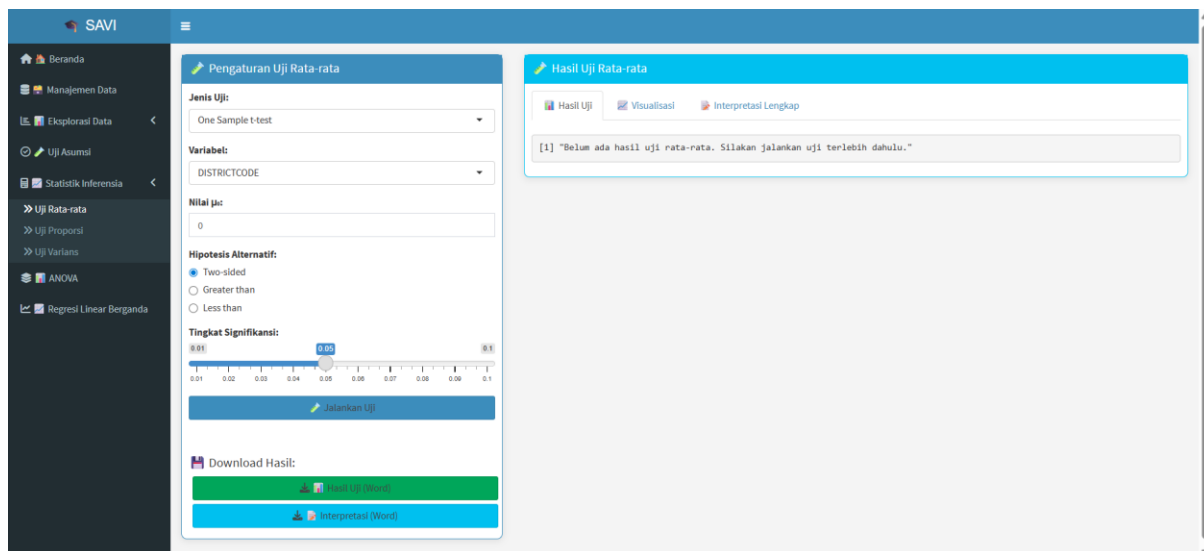 SAVI
Beranda
Manajemen Data
Eksplorasi Data
Uji Asumsi
Statistik Inferensia
Uji Rata-rata
Uji Proporsi
Uji Varians
ANOVA
Regresi Linear Berganda
Pengaturan Uji Rata-rata
Jenis Uji:
One Sample t-test
Variabel:
DISTRICTCODE
Nilai μ₀:
0
Hipotesis Alternatif:
Two-sided
Greater than
Less than
Tingkat Signifikansi:
0.01 0.05 0.1
0.01 0.02 0.03 0.04 0.05 0.06 0.07 0.08 0.09 0.1
Jalankan Uji
Download Hasil:
Hasil Uji (Word)
Interpretasi (Word)
Hasil Uji Rata-rata
Hasil Uji Visualisasi Interpretasi Lengkap
[1] "Belum ada hasil uji rata-rata. Silakan jalankan uji terlebih dahulu."